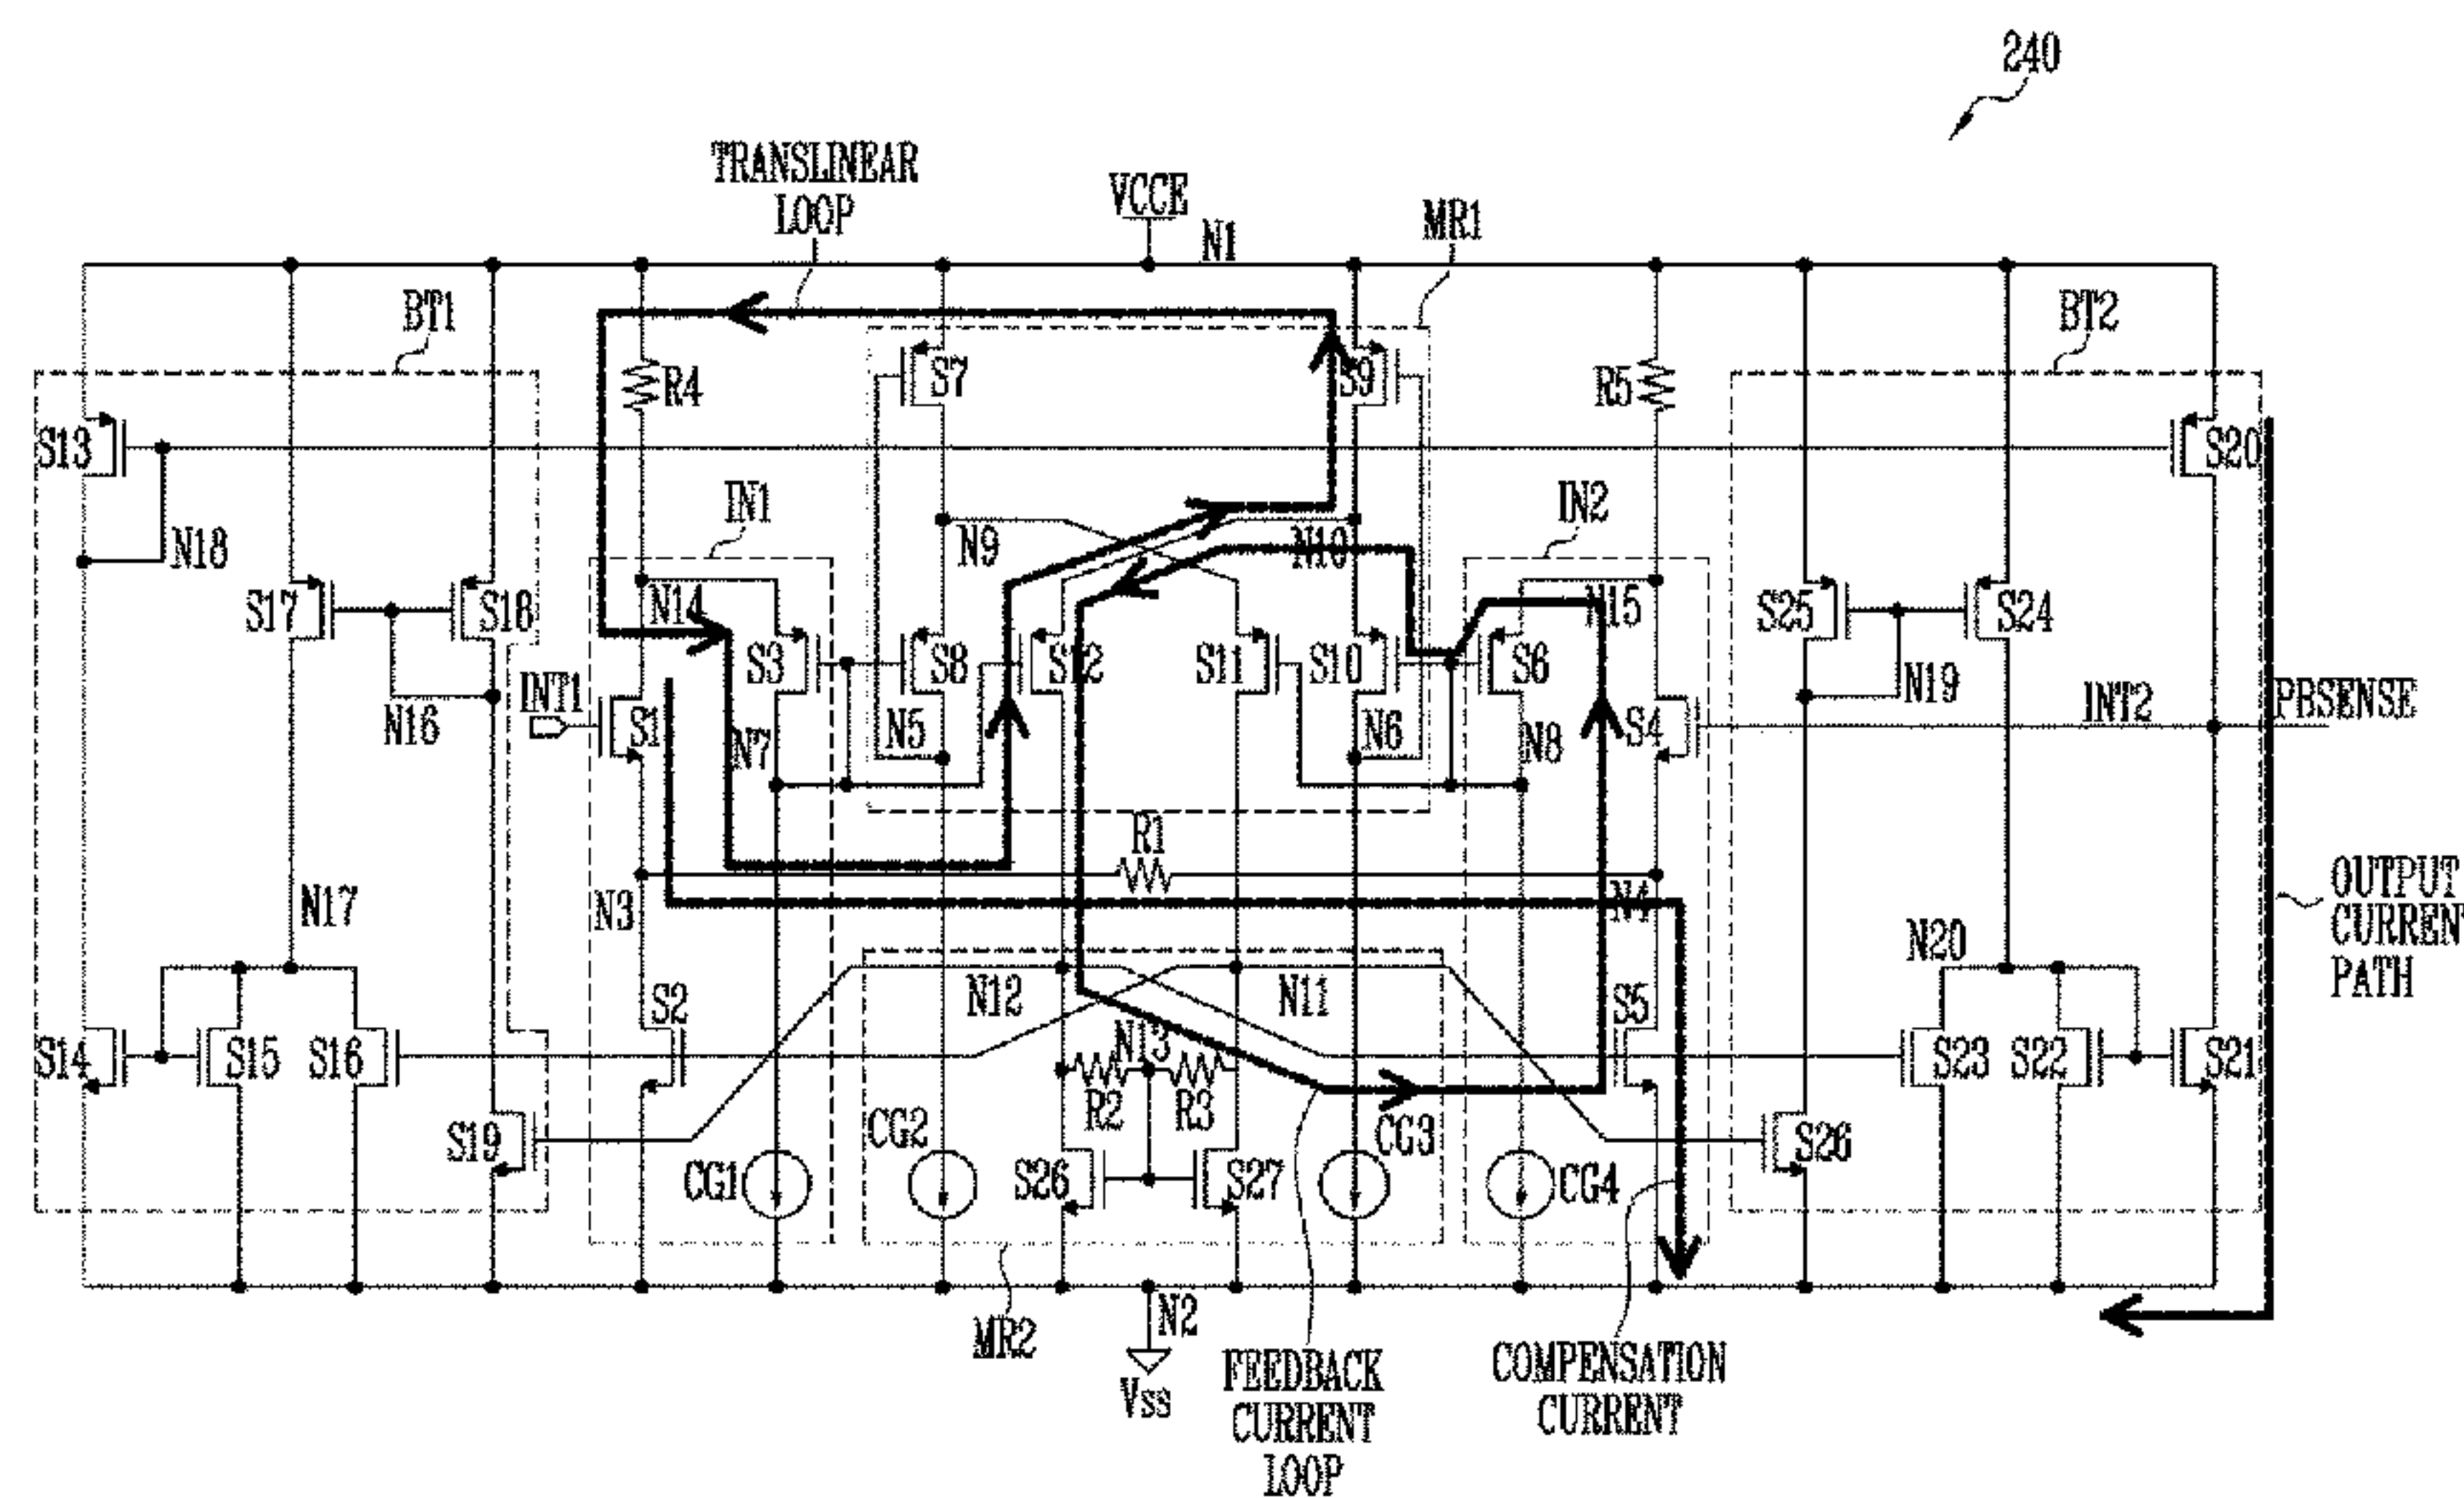 240
TRANSLINEAR
LOOP
VCCE
N1
MR1
BT1
BT2
S7
S9
R4
R5
S13
S20
IN1
IN2
N18
N9
N10
S17
S18
N14
N15
S25
S24
S3
S8
S12
S11
S10
S6
INT1
N16
S1
N7
N5
N6
N8
S4
N19
INT2
PBSENSE
R1
N3
N4
N17
OUTPUT
CURRENT
PATH
N20
N12
N11
S2
S5
N13
S14
S15
S16
R2
R3
S23
S22
S21
S19
CG2
CG3
S26
CG1
S26
S27
CG4
MR2
N2
Vss
FEEDBACK
CURRENT
LOOP
COMPENSATION
CURRENT